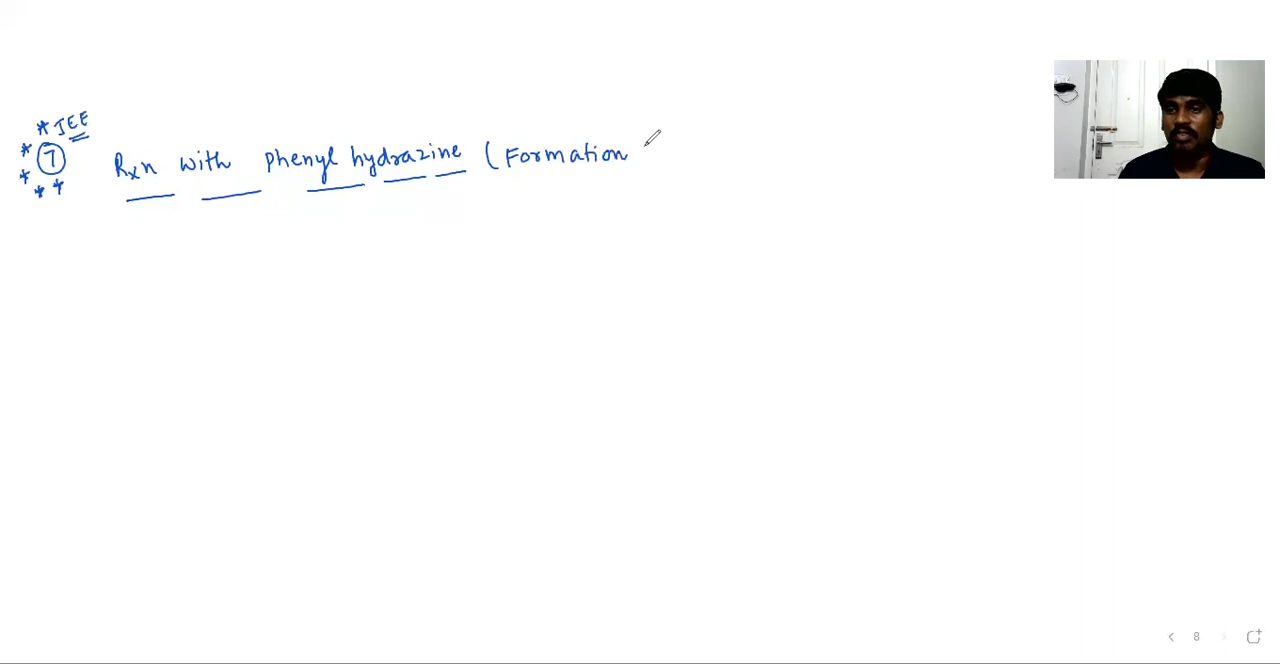 * JEE
* 7 Rxn with phenyl hydrazine (Formation
* * *
8